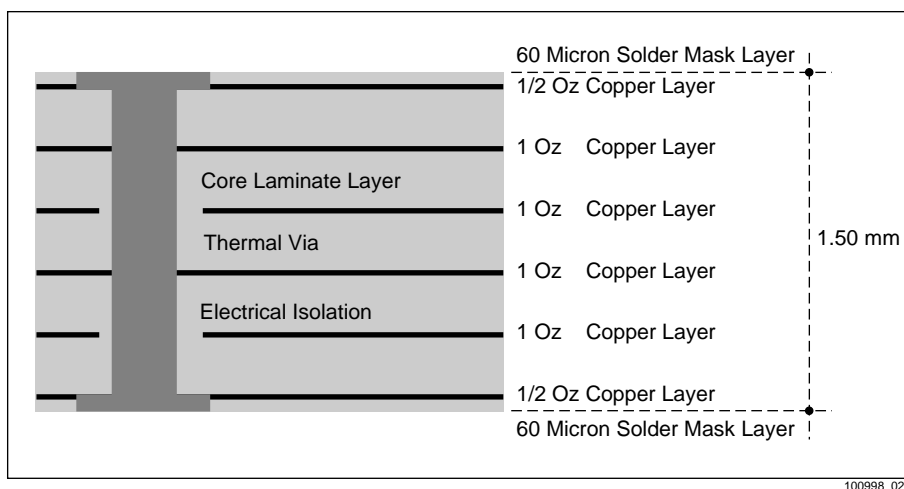 60 Micron Solder Mask Layer
1/2 Oz Copper Layer
1 Oz Copper Layer
Core Laminate Layer
1 Oz Copper Layer
Thermal Via
1.50 mm
1 Oz Copper Layer
Electrical Isolation
1 Oz Copper Layer
1/2 Oz Copper Layer
60 Micron Solder Mask Layer
100998_02